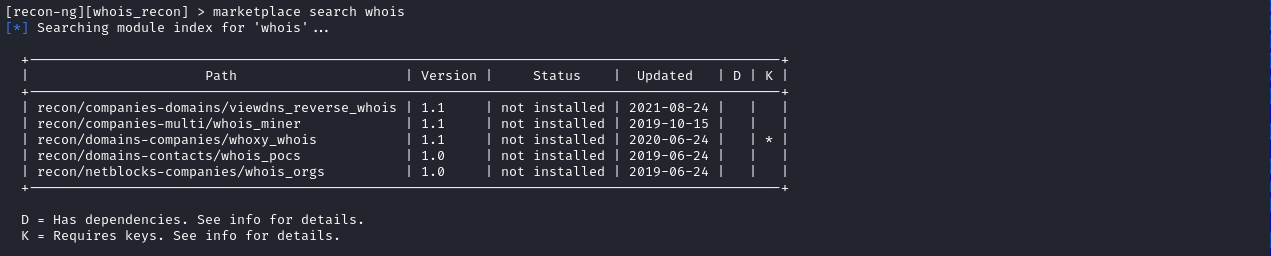 [recon-ng][whois_recon] > marketplace search whois
[*] Searching module index for 'whois'...
+---------------------------------------------------------------------------------------------+
| Path | Version | Status | Updated | D | K |
+---------------------------------------------------------------------------------------------+
| recon/companies-domains/viewdns_reverse_whois | 1.1 | not installed | 2021-08-24 | | |
| recon/companies-multi/whois_miner | 1.1 | not installed | 2019-10-15 | | |
| recon/domains-companies/whoxy_whois | 1.1 | not installed | 2020-06-24 | | * |
| recon/domains-contacts/whois_pocs | 1.0 | not installed | 2019-06-24 | | |
| recon/netblocks-companies/whois_orgs | 1.0 | not installed | 2019-06-24 | | |
+---------------------------------------------------------------------------------------------+
D = Has dependencies. See info for details.
K = Requires keys. See info for details.